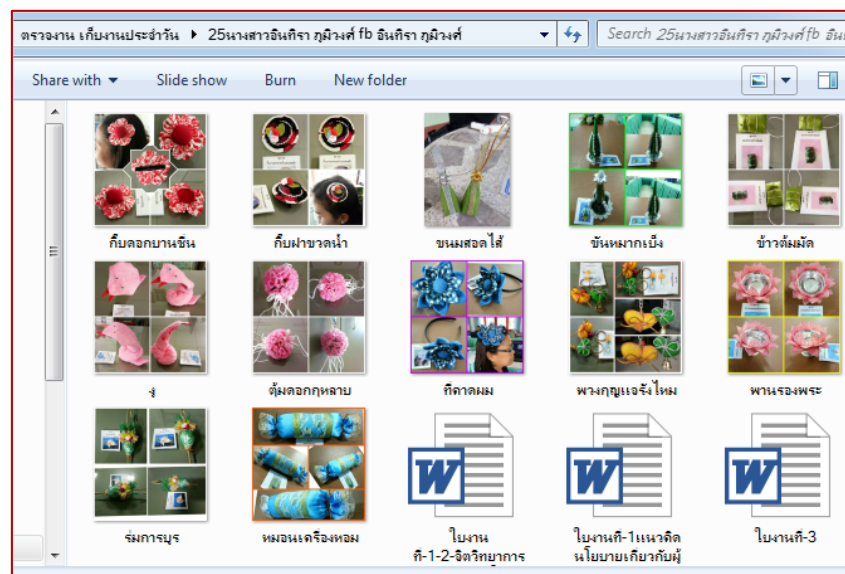 ตรวจงาน เก็บงานประจำวัน ▸ 25นางสาวอินทิรา ภูมิวงศ์ fb อินทิรา ภูมิวงศ์
Search 25นางสาวอินทิรา ภูมิวงศ์ fb อิน
Share with Slide show Burn New folder
กิ๊บดอกบานชื่น กิ๊บฝาขวดน้ำ ขนมสอดไส้ ขันหมากเบ็ง ข้าวต้มมัด
งู ตุ้มดอกกุหลาบ ที่คาดผม พวงกุญแจรังไหม พานรองพระ
ร่มการบูร หมอนเครื่องหอม ใบงาน ใบงานที่-1แนวคิด ใบงานที่-3
ที่-1-2-จิตวิทยาการ นโยบายเกี่ยวกับผู้